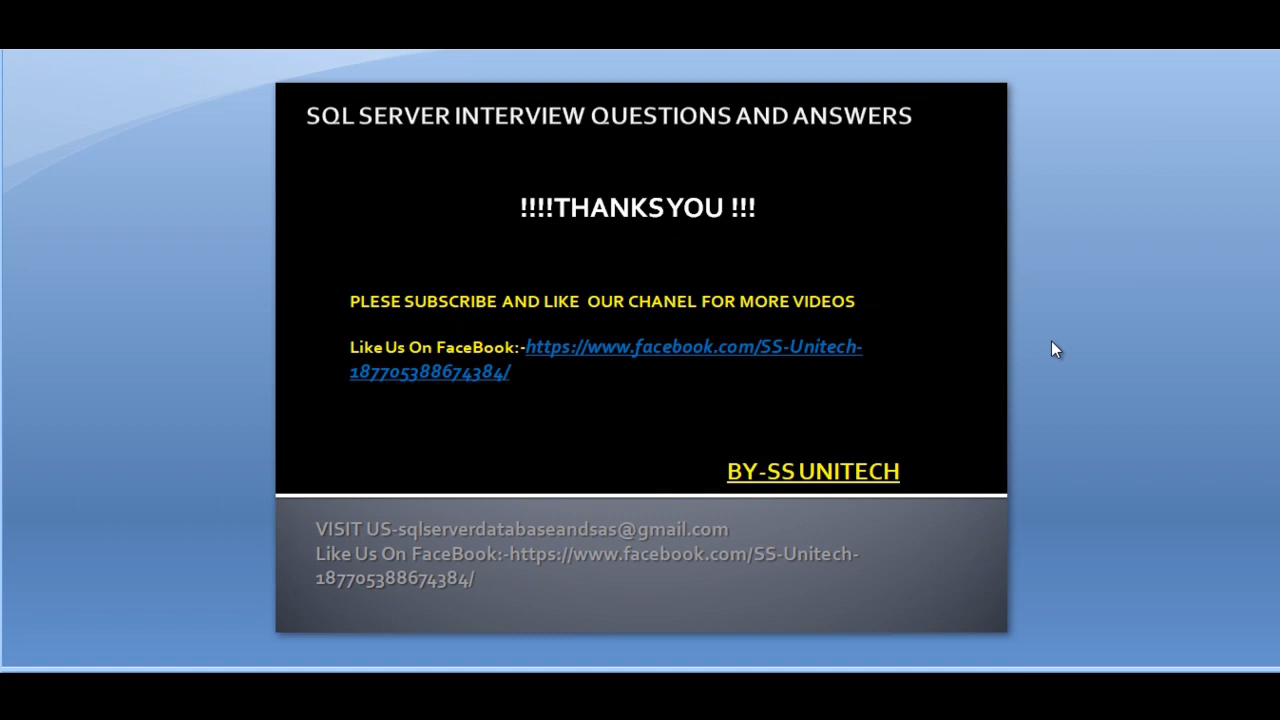 SQL SERVER INTERVIEW QUESTIONS AND ANSWERS
!!!!THANKS YOU !!!
PLESE SUBSCRIBE AND LIKE  OUR CHANEL FOR MORE VIDEOS
Like Us On FaceBook:-https://www.facebook.com/SS-Unitech-
187705388674384/
BY-SS UNITECH
VISIT US-sqlserverdatabaseandsas@gmail.com
Like Us On FaceBook:-https://www.facebook.com/SS-Unitech-
187705388674384/